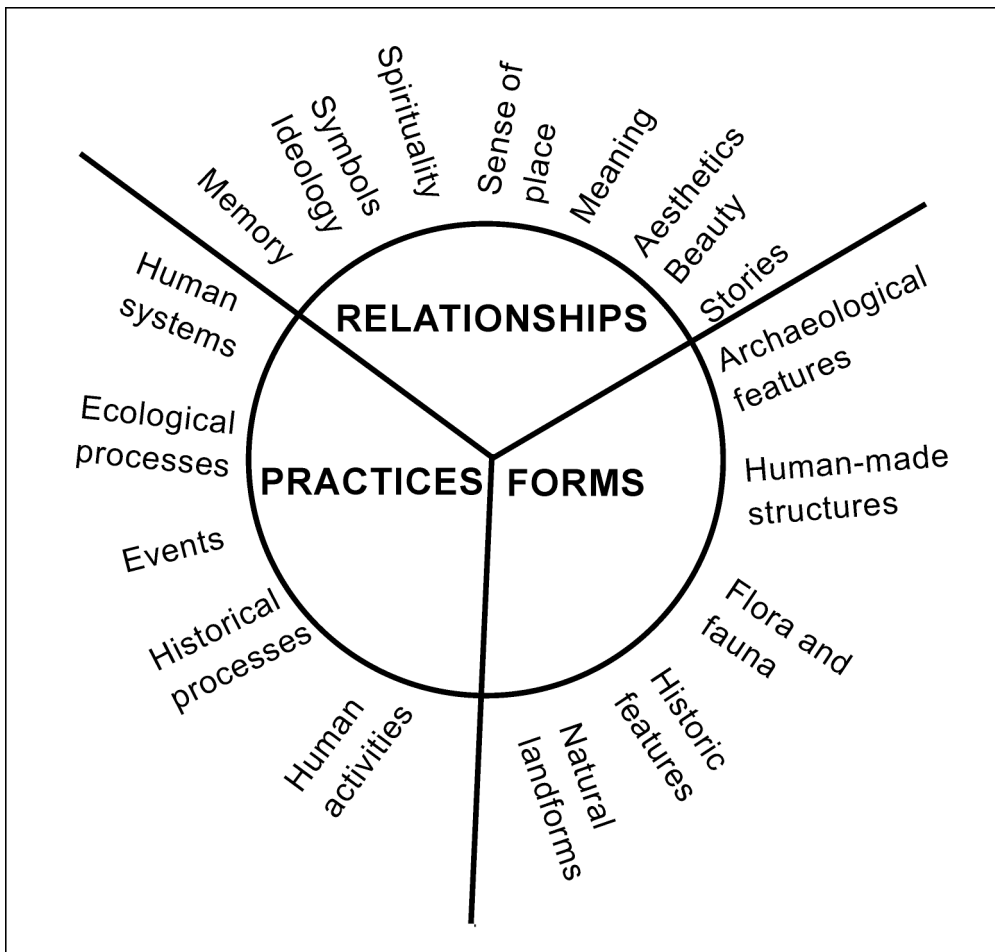 Memory
Ideology
Symbols
Spirituality
Sense of
place
Meaning
Aesthetics
Beauty
Stories
RELATIONSHIPS
Archaeological
features
Human-made
structures
Flora and
fauna
Historic
features
Natural
landforms
FORMS
Human
systems
Ecological
processes
Events
Historical
processes
Human
activities
PRACTICES